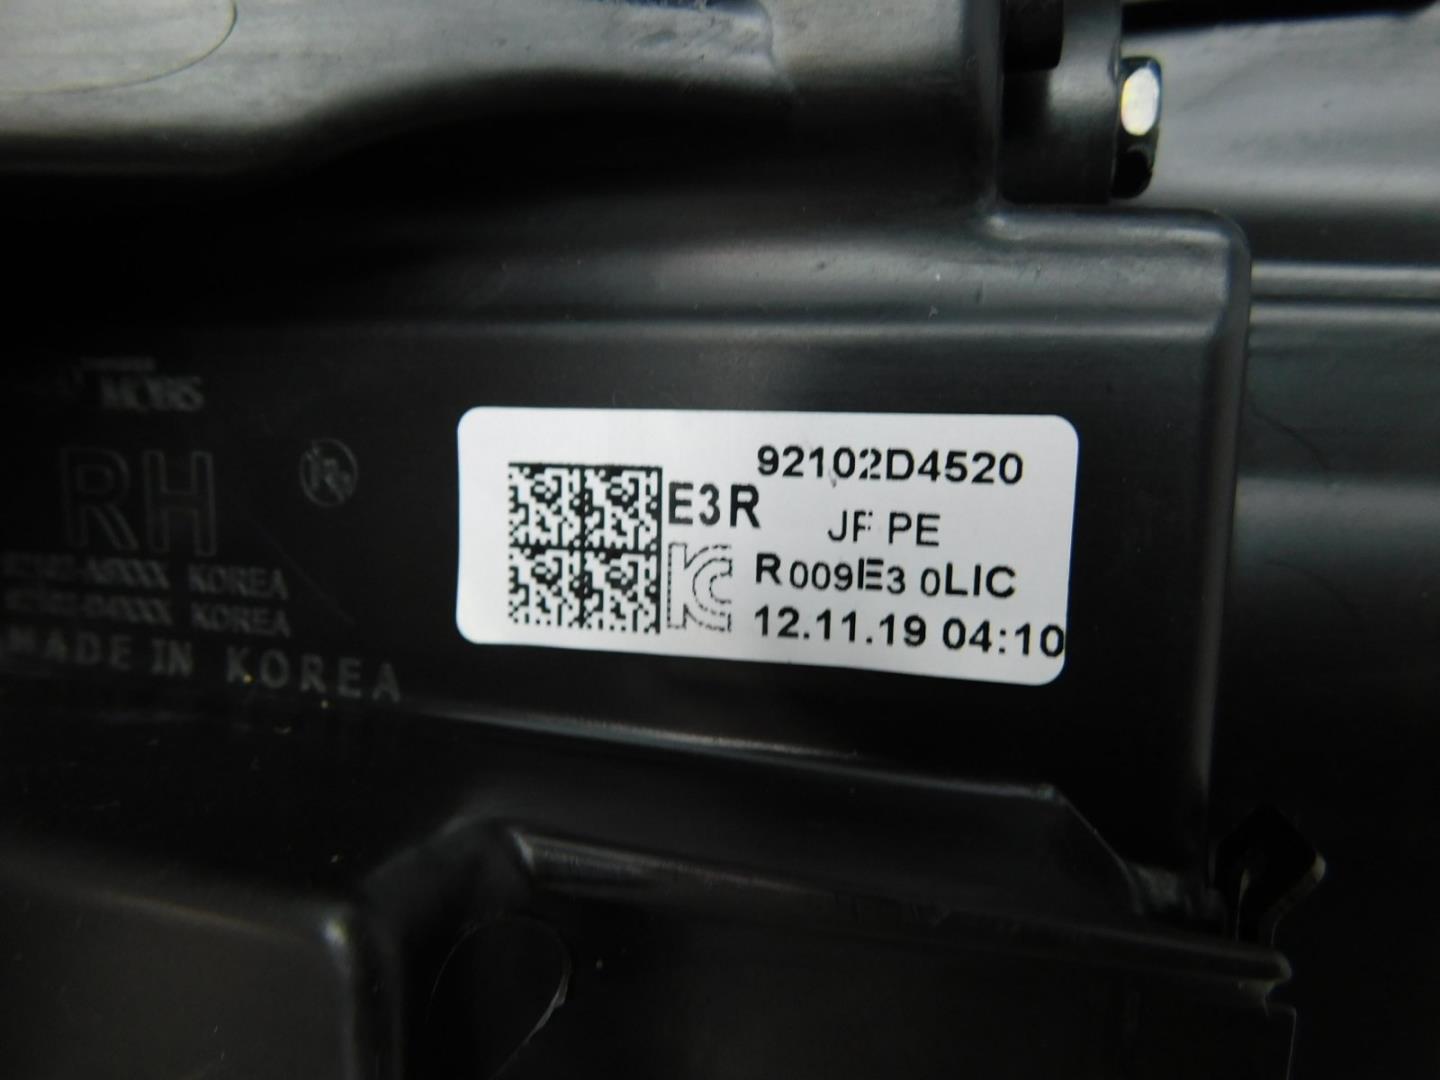 92102D4520
E3R
JF PE
R009E3 0LIC
12.11.19 04:10
MOBIS
RH
KOREA
KOREA
MADE IN KOREA